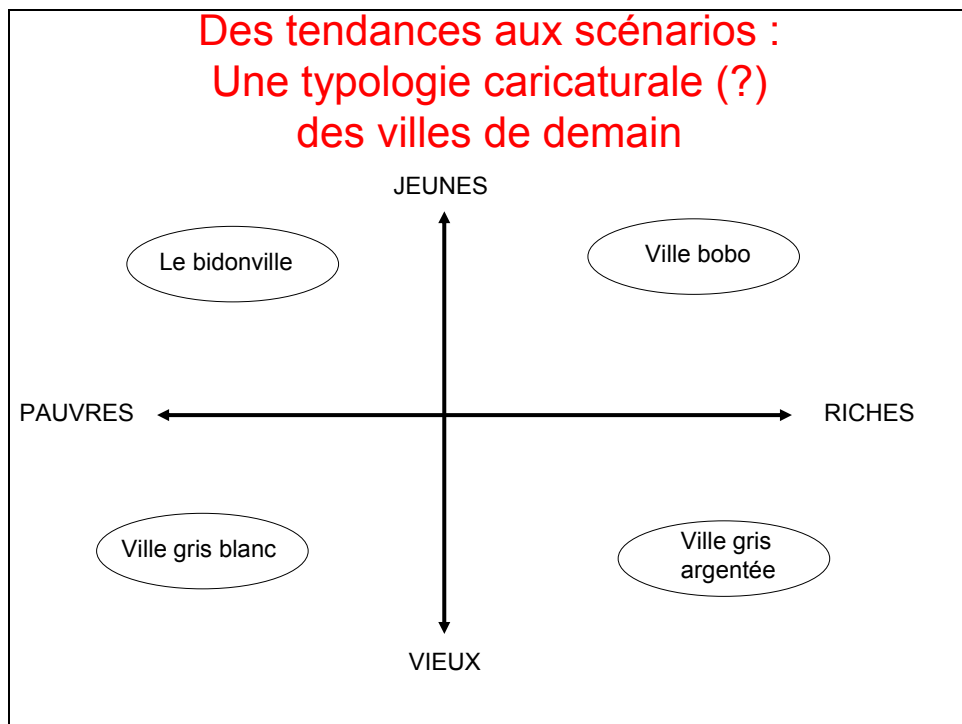 Des tendances aux scénarios :
Une typologie caricaturale (?)
des villes de demain
JEUNES
Le bidonville
Ville bobo
PAUVRES
RICHES
Ville gris blanc
Ville gris
argentée
VIEUX